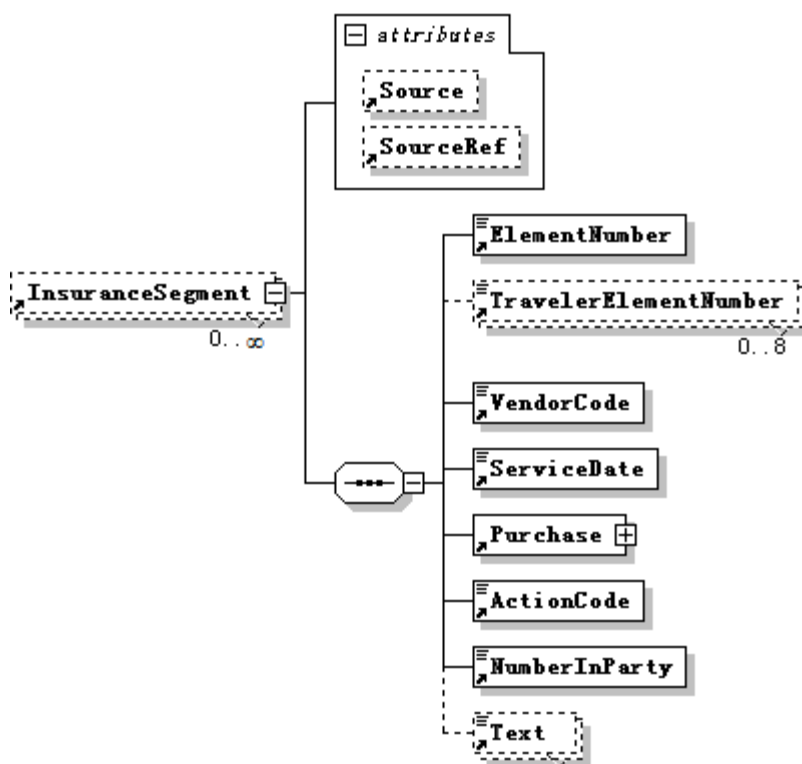 attributes
Source
SourceRef
ElementNumber
InsuranceSegment
0..∞
TravelerElementNumber
0..8
VendorCode
ServiceDate
Purchase
ActionCode
NumberInParty
Text